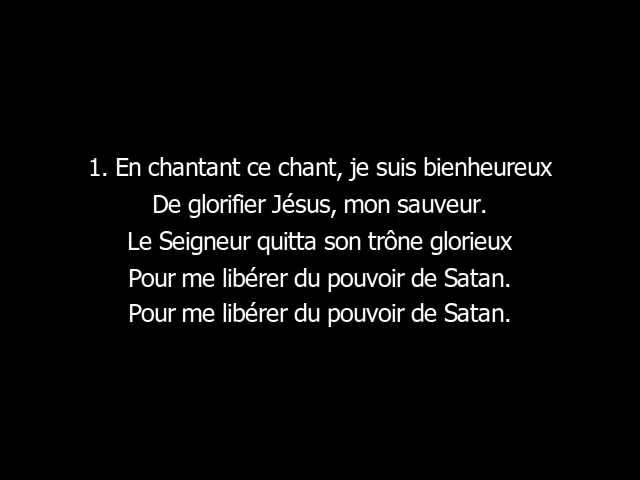 1. En chantant ce chant, je suis bienheureux
De glorifier Jésus, mon sauveur.
Le Seigneur quitta son trône glorieux
Pour me libérer du pouvoir de Satan.
Pour me libérer du pouvoir de Satan.